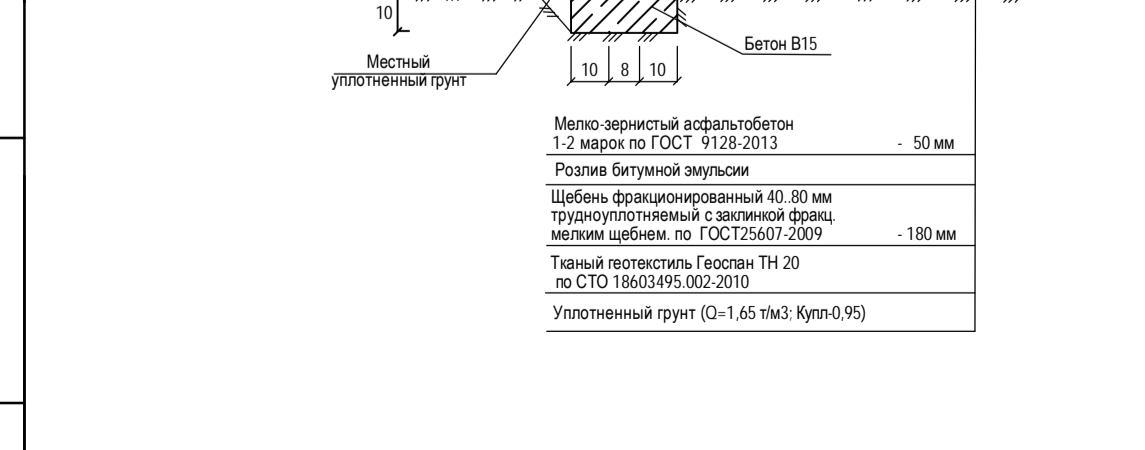 10
Бетон В15
Местный
уплотненный грунт
10 8 10
Мелко-зернистый асфальтобетон
1-2 марок по ГОСТ 9128-2013 - 50 мм
Розлив битумной эмульсии
Щебень фракционированный 40..80 мм
трудноуплотняемый с заклинкой фракц.
мелким щебнем. по ГОСТ25607-2009 - 180 мм
Тканый геотекстиль Геоспан ТН 20
по СТО 18603495.002-2010
Уплотненный грунт (Q=1,65 т/м3; Купл-0,95)